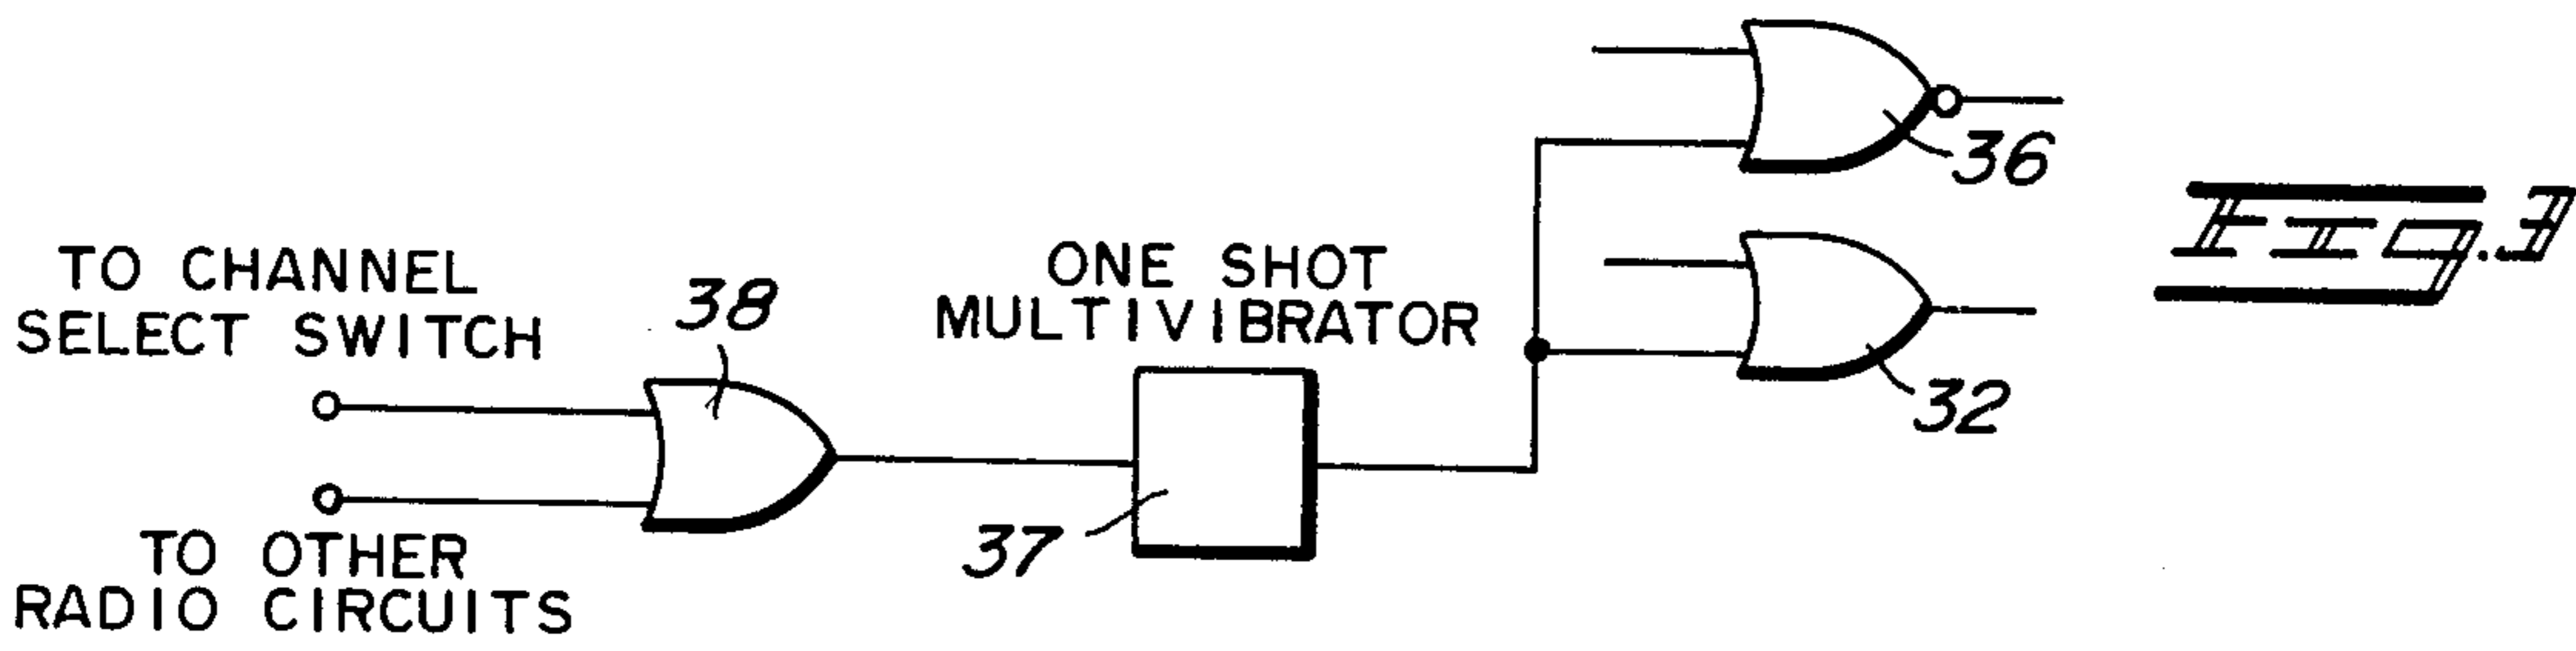 36
FIG. 3
TO CHANNEL
SELECT SWITCH
38
ONE SHOT
MULTIVIBRATOR
32
37
TO OTHER
RADIO CIRCUITS